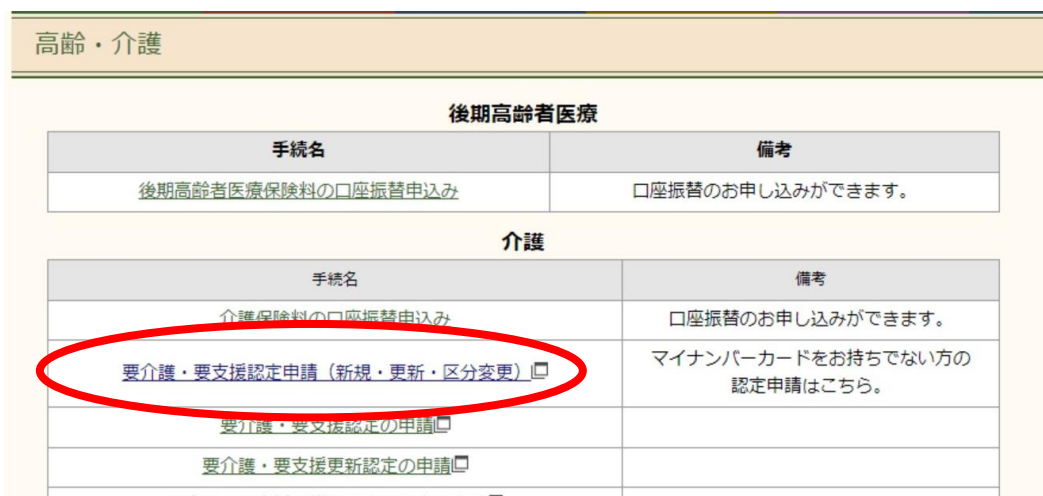 高齢・介護
後期高齢者医療
手続名 備考
後期高齢者医療保険料の口座振替申込み 口座振替のお申し込みができます。
介護
手続名 備考
介護保険料の口座振替申込み 口座振替のお申し込みができます。
要介護・要支援認定申請（新規・更新・区分変更） マイナンバーカードをお持ちでない方の
認定申請はこちら。
要介護・要支援認定の申請
要介護・要支援更新認定の申請